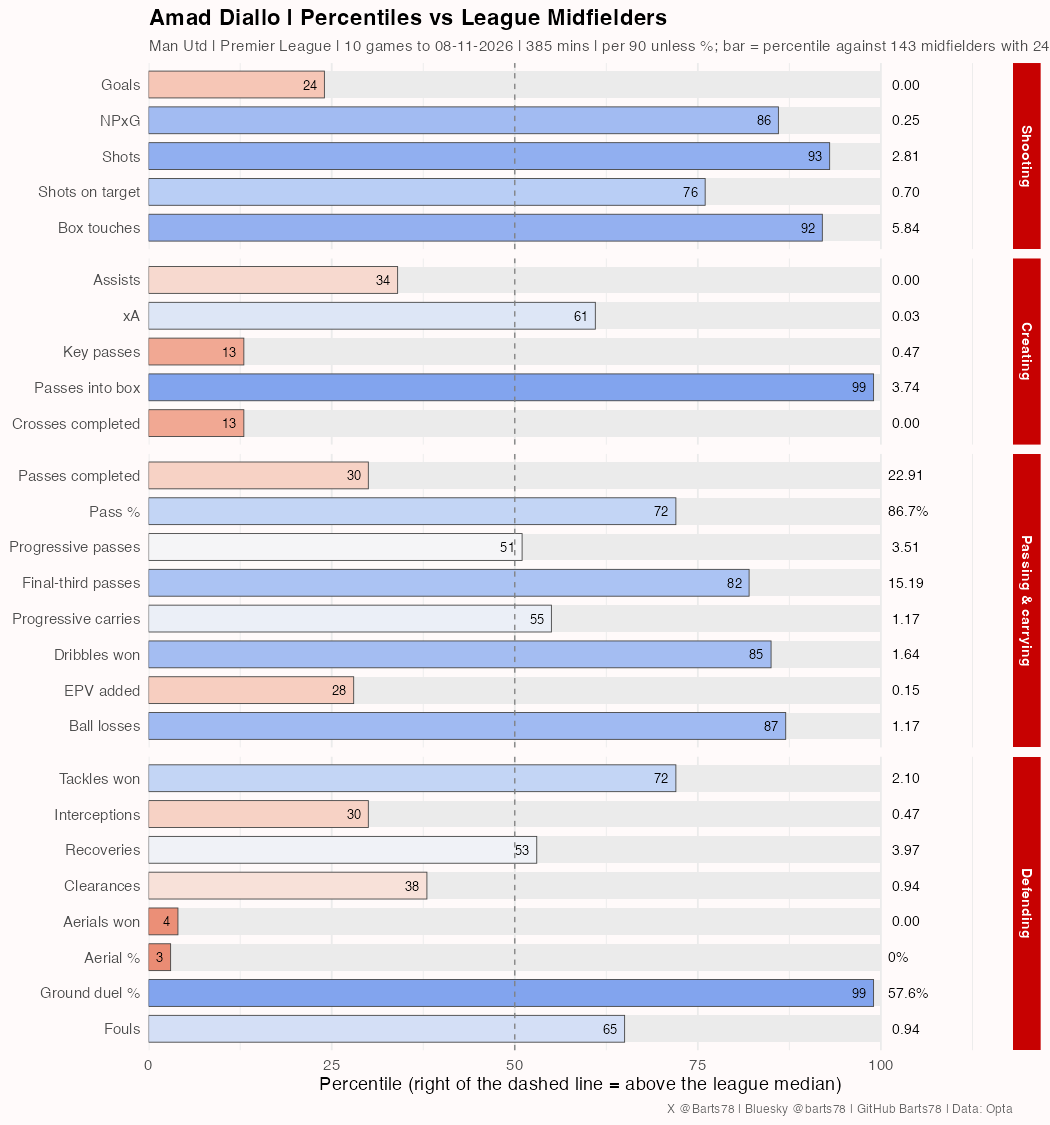 Amad Diallo | Percentiles vs League Midfielders
Man Utd | Premier League | 10 games to 08-11-2026 | 385 mins | per 90 unless %; bar = percentile against 143 midfielders with 24
Shooting
Goals 24 0.00
NPxG 86 0.25
Shots 93 2.81
Shots on target 76 0.70
Box touches 92 5.84
Creating
Assists 34 0.00
xA 61 0.03
Key passes 13 0.47
Passes into box 99 3.74
Crosses completed 13 0.00
Passing & carrying
Passes completed 30 22.91
Pass % 72 86.7%
Progressive passes 51 3.51
Final-third passes 82 15.19
Progressive carries 55 1.17
Dribbles won 85 1.64
EPV added 28 0.15
Ball losses 87 1.17
Defending
Tackles won 72 2.10
Interceptions 30 0.47
Recoveries 53 3.97
Clearances 38 0.94
Aerials won 4 0.00
Aerial % 3 0%
Ground duel % 99 57.6%
Fouls 65 0.94
0 25 50 75 100
Percentile (right of the dashed line = above the league median)
X @Barts78 | Bluesky @barts78 | GitHub Barts78 | Data: Opta